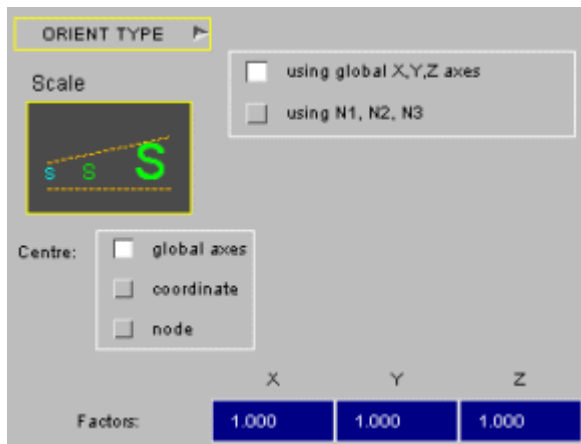 ORIENT TYPE
using global X,Y,Z axes
Scale
using N1, N2, N3
S S S
Centre: global axes
coordinate
node
X Y Z
Factors: 1.000 1.000 1.000